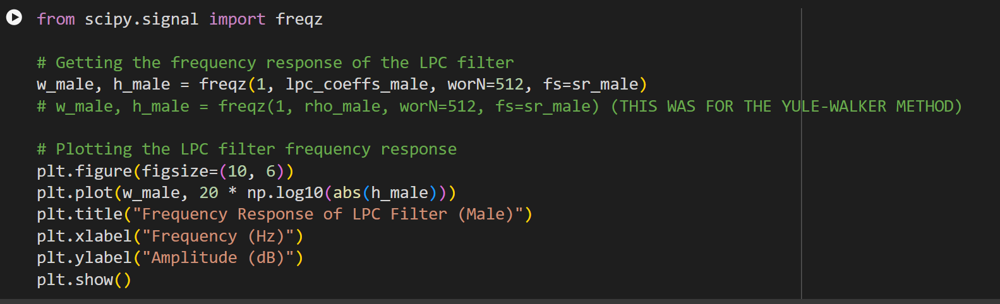 from scipy.signal import freqz
# Getting the frequency response of the LPC filter
w_male, h_male = freqz(1, lpc_coeffs_male, worN=512, fs=sr_male)
# w_male, h_male = freqz(1, rho_male, worN=512, fs=sr_male) (THIS WAS FOR THE YULE-WALKER METHOD)
# Plotting the LPC filter frequency response
plt.figure(figsize=(10, 6))
plt.plot(w_male, 20 * np.log10(abs(h_male)))
plt.title("Frequency Response of LPC Filter (Male)")
plt.xlabel("Frequency (Hz)")
plt.ylabel("Amplitude (dB)")
plt.show()